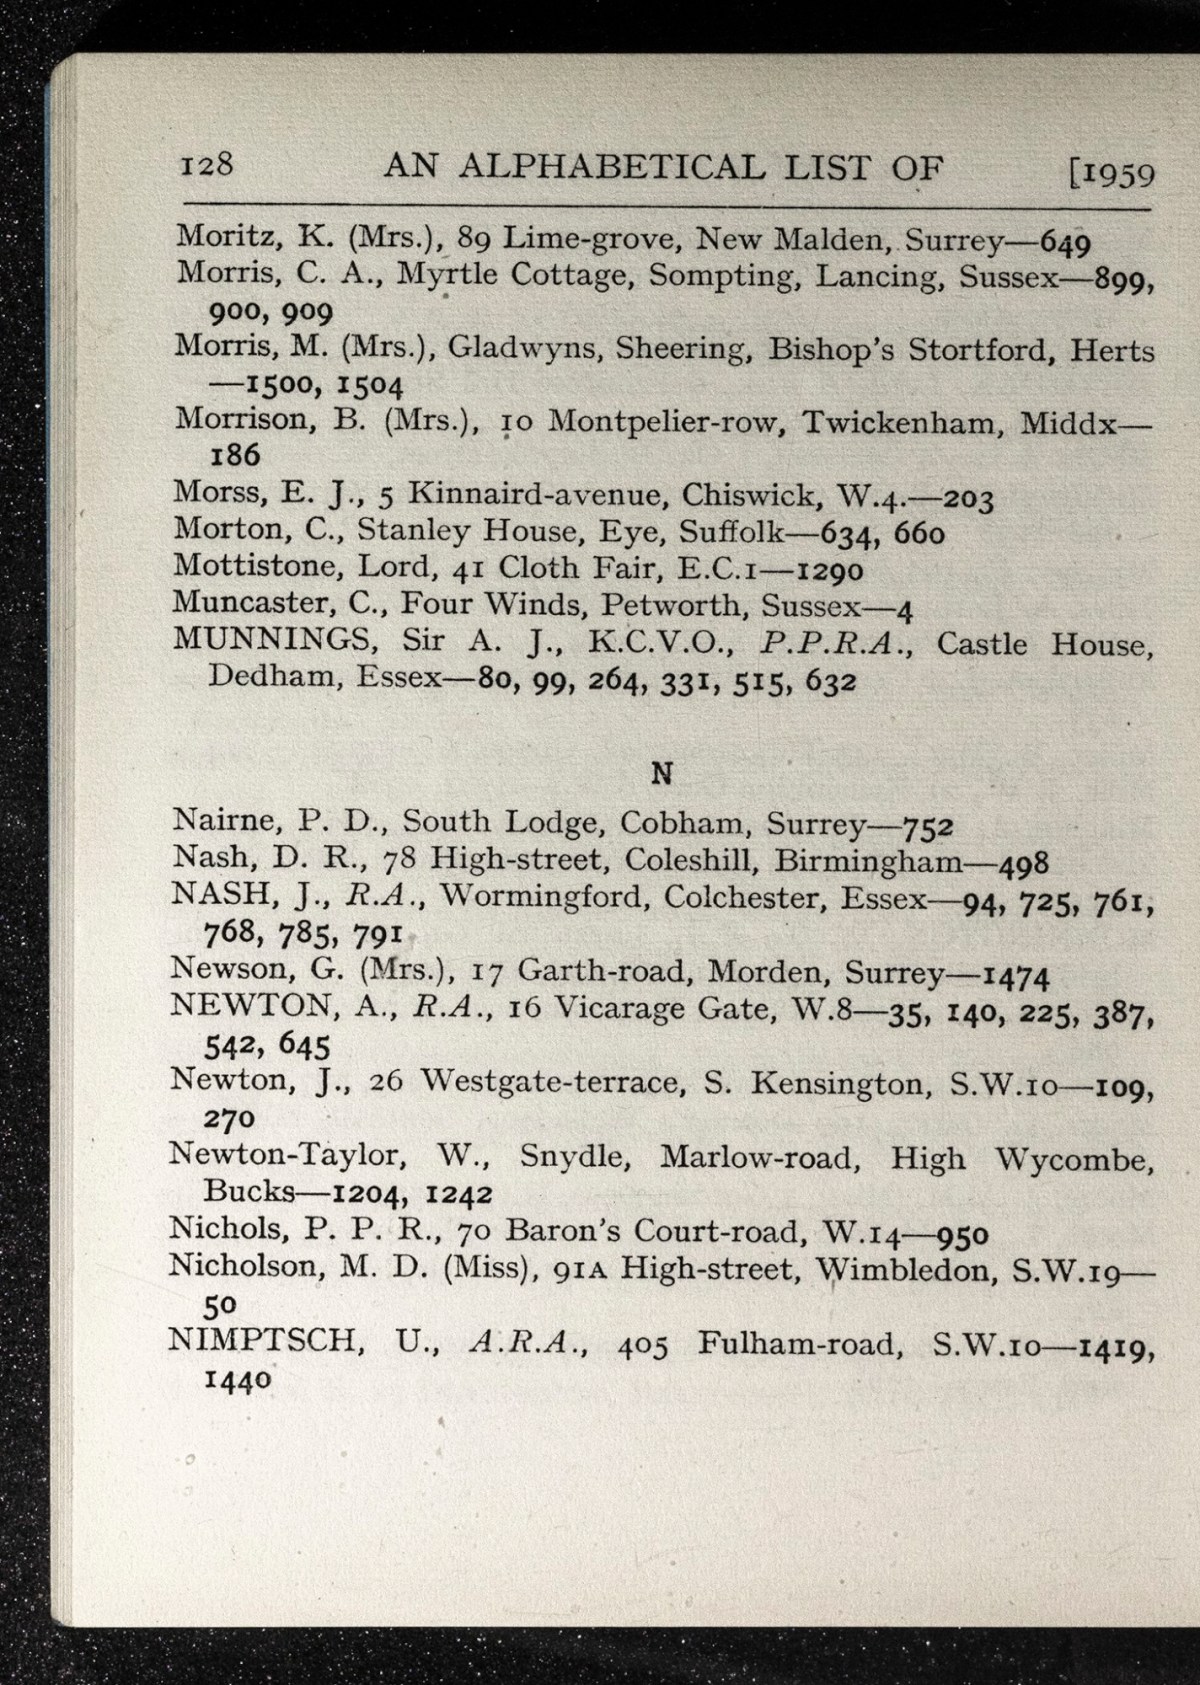 128 AN ALPHABETICAL LIST OF [1959
Moritz, K. (Mrs.), 89 Lime-grove, New Malden, Surrey—649
Morris, C. A., Myrtle Cottage, Sompting, Lancing, Sussex—899,
900, 909
Morris, M. (Mrs.), Gladwyns, Sheering, Bishop's Stortford, Herts
—1500, 1504
Morrison, B. (Mrs.), 10 Montpelier-row, Twickenham, Middx—
186
Morss, E. J., 5 Kinnaird-avenue, Chiswick, W.4.—203
Morton, C., Stanley House, Eye, Suffolk—634, 660
Mottistone, Lord, 41 Cloth Fair, E.C.1—1290
Muncaster, C., Four Winds, Petworth, Sussex—4
MUNNINGS, Sir A. J., K.C.V.O., P.P.R.A., Castle House,
Dedham, Essex—80, 99, 264, 331, 515, 632
N
Nairne, P. D., South Lodge, Cobham, Surrey—752
Nash, D. R., 78 High-street, Coleshill, Birmingham—498
NASH, J., R.A., Wormingford, Colchester, Essex—94, 725, 761,
768, 785, 791
Newson, G. (Mrs.), 17 Garth-road, Morden, Surrey—1474
NEWTON, A., R.A., 16 Vicarage Gate, W.8—35, 140, 225, 387,
542, 645
Newton, J., 26 Westgate-terrace, S. Kensington, S.W.10—109,
270
Newton-Taylor, W., Snydle, Marlow-road, High Wycombe,
Bucks—1204, 1242
Nichols, P. P. R., 70 Baron's Court-road, W.14—950
Nicholson, M. D. (Miss), 91A High-street, Wimbledon, S.W.19—
50
NIMPTSCH, U., A.R.A., 405 Fulham-road, S.W.10—1419,
1440